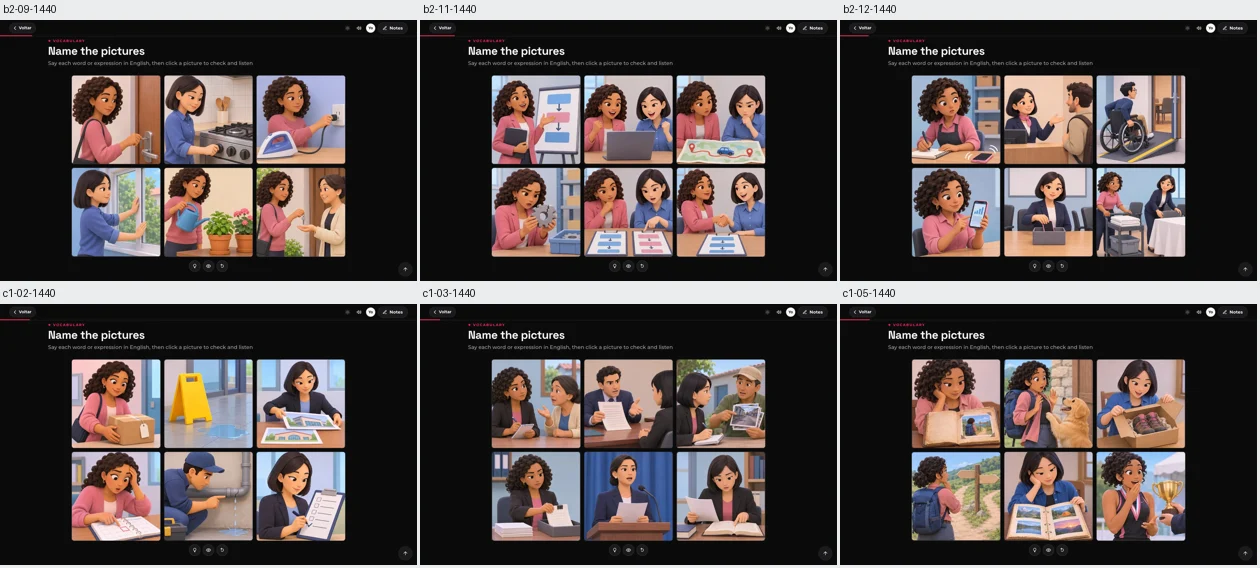 b2-09-1440
Voltar
Notes
VOCABULARY
Name the pictures
Say each word or expression in English, then click a picture to check and listen
b2-11-1440
Voltar
Notes
VOCABULARY
Name the pictures
Say each word or expression in English, then click a picture to check and listen
b2-12-1440
Voltar
Notes
VOCABULARY
Name the pictures
Say each word or expression in English, then click a picture to check and listen
c1-02-1440
Voltar
Notes
VOCABULARY
Name the pictures
Say each word or expression in English, then click a picture to check and listen
c1-03-1440
Voltar
Notes
VOCABULARY
Name the pictures
Say each word or expression in English, then click a picture to check and listen
c1-05-1440
Voltar
Notes
VOCABULARY
Name the pictures
Say each word or expression in English, then click a picture to check and listen